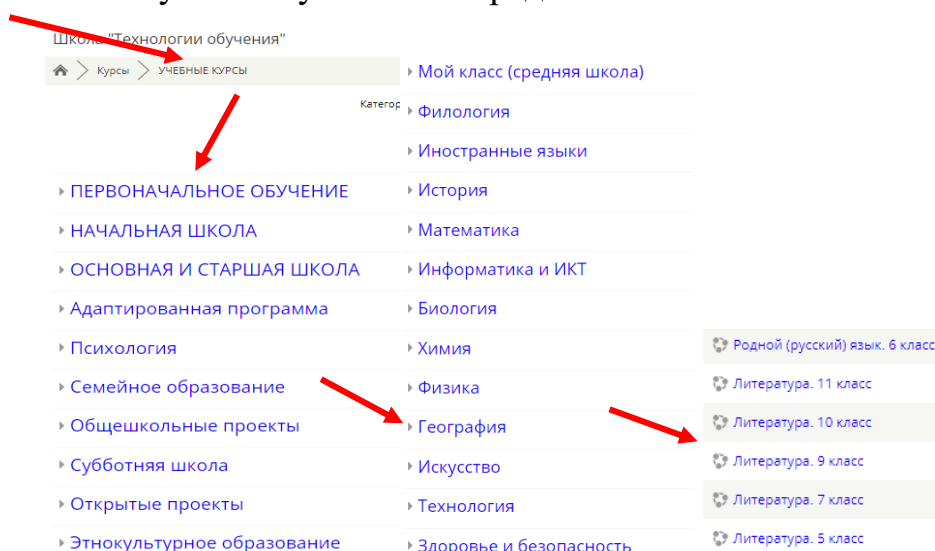 Школа "Технологии обучения"
Курсы
УЧЕБНЫЕ КУРСЫ
Категор
ПЕРВОНАЧАЛЬНОЕ ОБУЧЕНИЕ
НАЧАЛЬНАЯ ШКОЛА
ОСНОВНАЯ И СТАРШАЯ ШКОЛА
Адаптированная программа
Психология
Семейное образование
Общешкольные проекты
Субботняя школа
Открытые проекты
Этнокультурное образование
Мой класс (средняя школа)
Филология
Иностранные языки
История
Математика
Информатика и ИКТ
Биология
Химия
Физика
География
Искусство
Технология
Здоровье и безопасность
Родной (русский) язык. 6 класс
Литература. 11 класс
Литература. 10 класс
Литература. 9 класс
Литература. 7 класс
Литература. 5 класс